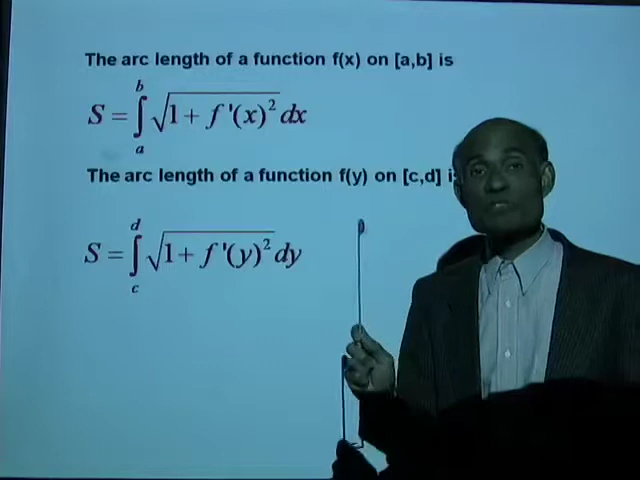 The arc length of a function f(x) on [a,b] is
S = ∫_a^b √(1 + f '(x)²) dx
The arc length of a function f(y) on [c,d]
S = ∫_c^d √(1 + f '(y)²) dy